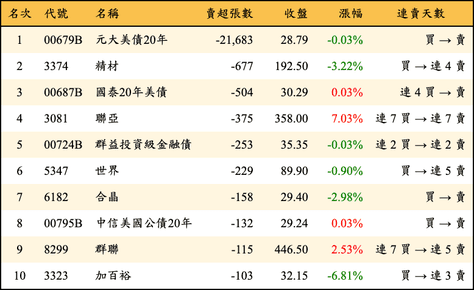 名次 代號 名稱 賣超張數 收盤 漲幅 連賣天數
1 00679B 元大美債20年 -21,683 28.79 -0.03% 買→賣
2 3374 精材 -677 192.50 -3.22% 買→連4賣
3 00687B 國泰20年美債 -504 30.29 0.03% 連4買→賣
4 3081 聯亞 -375 358.00 7.03% 連7買→連7賣
5 00724B 群益投資級金融債 -253 35.35 -0.03% 連2買→連2賣
6 5347 世界 -229 89.90 -0.90% 買→連5賣
7 6182 合晶 -158 29.40 -2.98% 買→賣
8 00795B 中信美國公債20年 -132 29.24 0.03% 買→賣
9 8299 群聯 -115 446.50 2.53% 連7買→連5賣
10 3323 加百裕 -103 32.15 -6.81% 買→連3賣